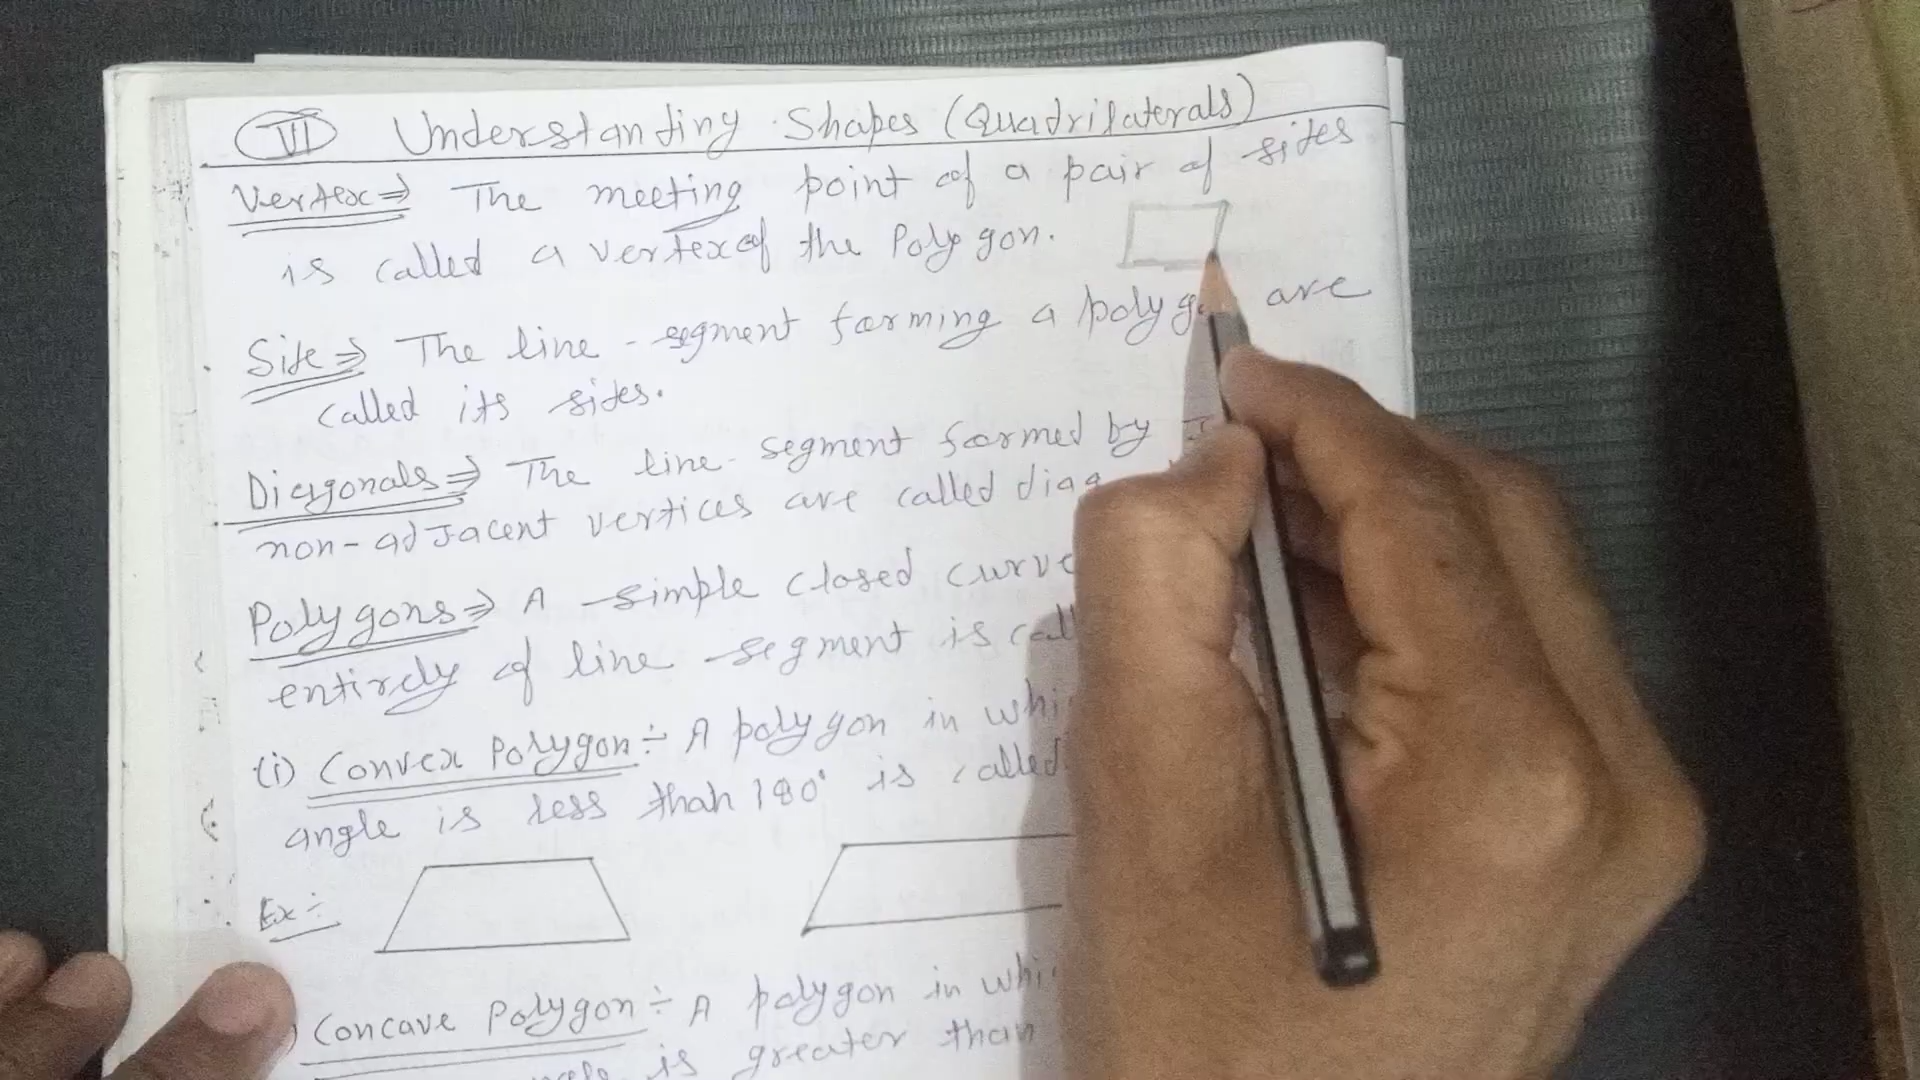 VI Understanding Shapes (Quadrilaterals)
Vertex⇒ The meeting point of a pair of sides
is called a vertex of the Polygon.
Side⇒ The line-segment forming a polyg are
called its sides.
Diagonals⇒ The line-segment formed by
non-adjacent vertices are called diag
Polygons⇒ A simple closed curve
entirely of line segment is call
(i) Convex Polygon÷ A polygon in whi
angle is less than 180° is called
Ex÷
) Concave Polygon÷ A polygon in whi
is greater than